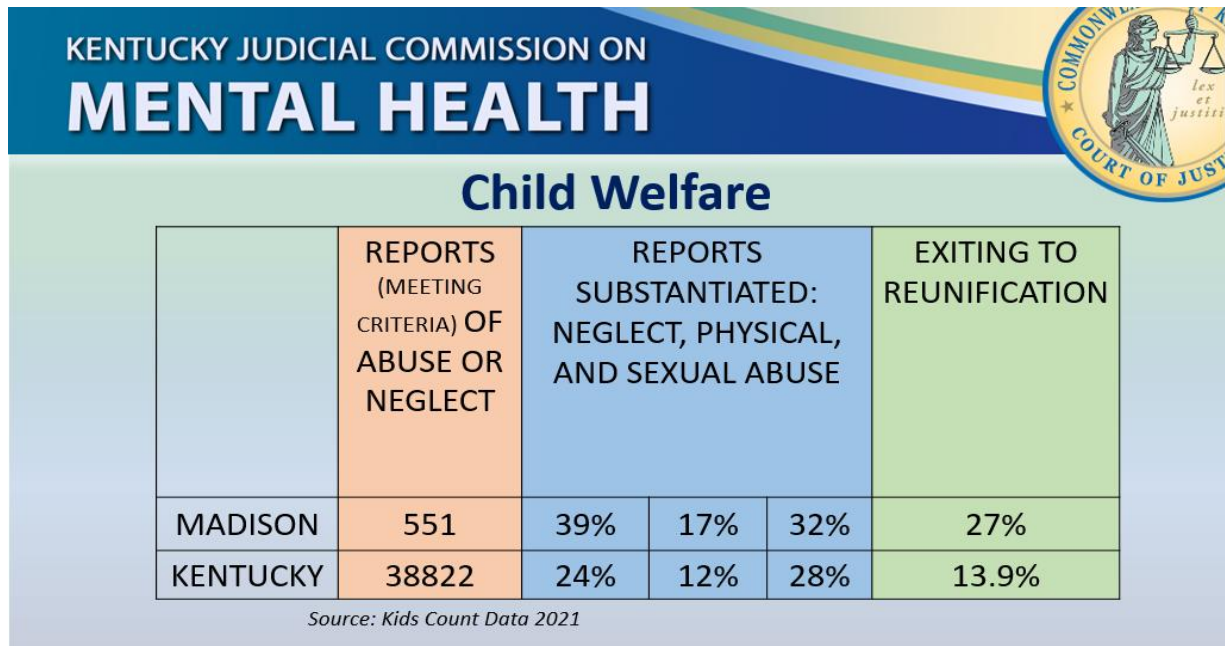 KENTUCKY JUDICIAL COMMISSION ON
MENTAL HEALTH
COMMONWEALTH
lex
et
COURT OF
Child Welfare
REPORTS
(MEETING
CRITERIA) OF
ABUSE OR
NEGLECT
REPORTS
SUBSTANTIATED:
NEGLECT, PHYSICAL,
AND SEXUAL ABUSE
EXITING TO
REUNIFICATION
MADISON 551 39% 17% 32% 27%
KENTUCKY 38822 24% 12% 28% 13.9%
Source: Kids Count Data 2021